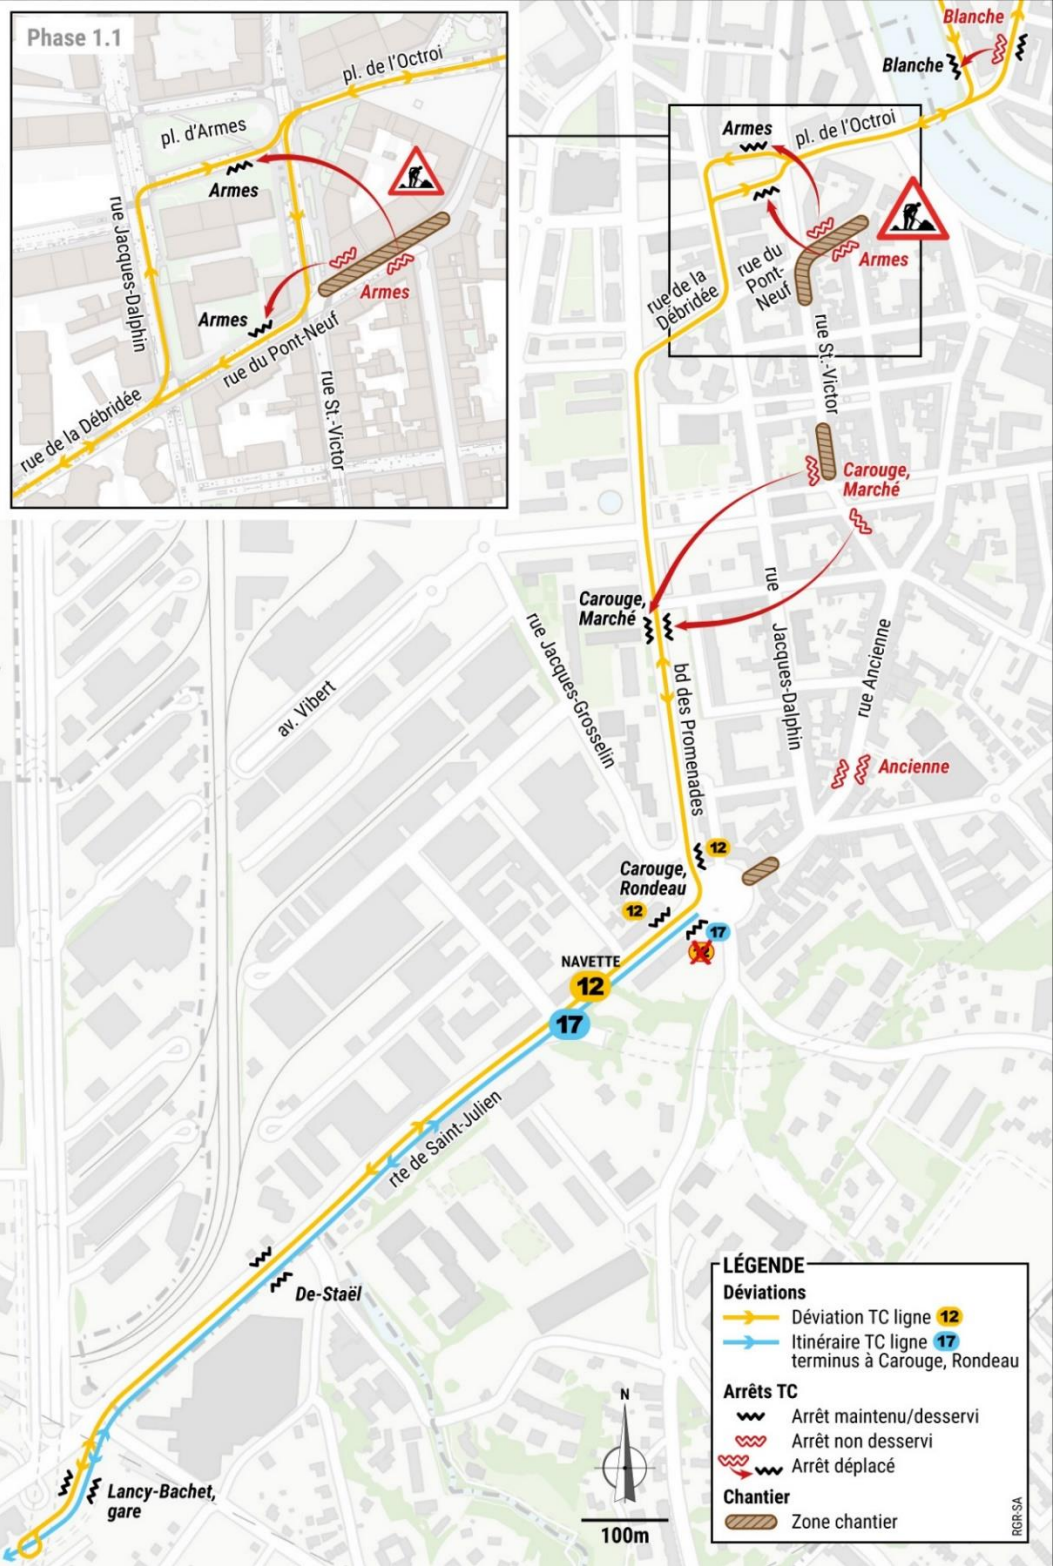 Phase 1.1
pl. de l'Octroi
pl. d'Armes
Armes
rue Jacques-Dalphin
Armes
Armes
rue du Pont-Neuf
rue St.-Victor
rue de la Débridée
Blanche
Blanche
Armes
pl. de l'Octroi
Armes
rue du
Pont-
Neuf
rue de la
Débridée
rue St.-Victor
Carouge,
Marché
Carouge,
Marché
rue Jacques-Dalphin
rue Jacques-Grosselin
bd des Promenades
rue Ancienne
av. Vibert
Ancienne
12
Carouge,
Rondeau
12
17
NAVETTE
12
17
rte de Saint-Julien
De-Staël
Lancy-Bachet,
gare
N
100m
LÉGENDE
Déviations
Déviation TC ligne 12
Itinéraire TC ligne 17
terminus à Carouge, Rondeau
Arrêts TC
Arrêt maintenu/desservi
Arrêt non desservi
Arrêt déplacé
Chantier
Zone chantier
RGR-SA